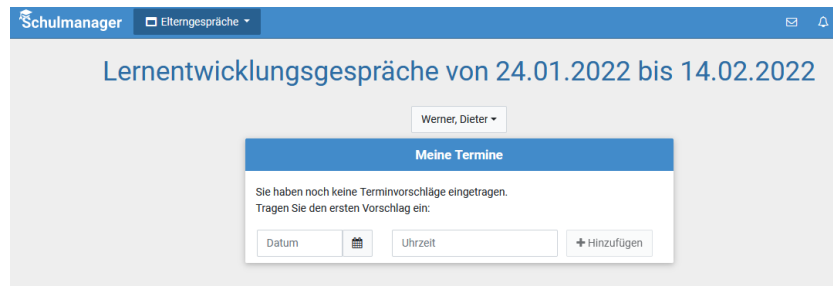 Schulmanager Elterngespräche
Lernentwicklungsgespräche von 24.01.2022 bis 14.02.2022
Werner, Dieter
Meine Termine
Sie haben noch keine Terminvorschläge eingetragen.
Tragen Sie den ersten Vorschlag ein:
Datum Uhrzeit + Hinzufügen